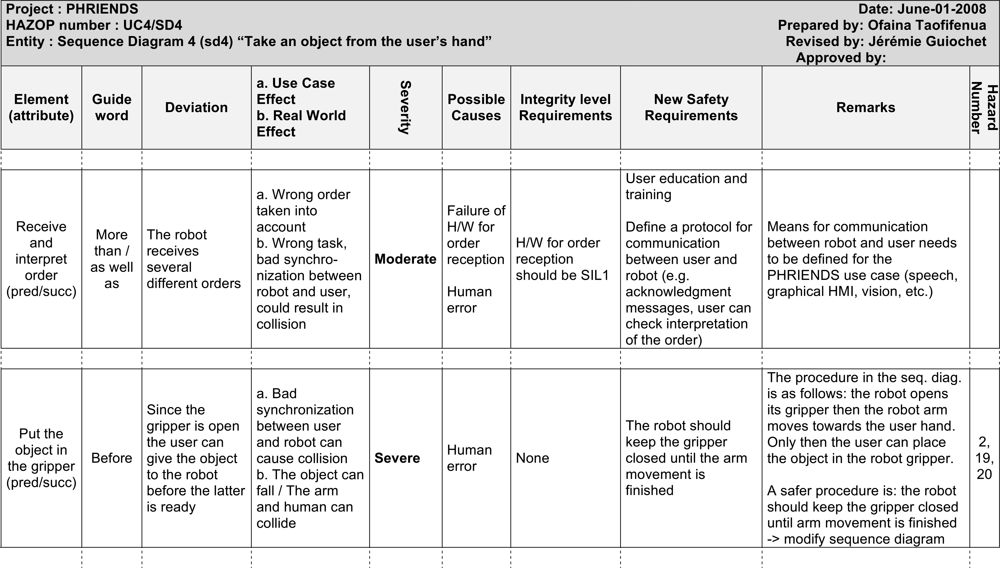 Project : PHRIENDS
HAZOP number : UC4/SD4
Entity : Sequence Diagram 4 (sd4) “Take an object from the user’s hand”
Date: June-01-2008
Prepared by: Ofaina Taofifenua
Revised by: Jérémie Guiochet
Approved by:
Element
(attribute)
Guide
word
Deviation
a. Use Case
Effect
b. Real World
Effect
Severity
Possible
Causes
Integrity level
Requirements
New Safety
Requirements
Remarks
Hazard
Number
Receive
and
interpret
order
(pred/succ)
More
than /
as well
as
The robot
receives
several
different orders
a. Wrong order
taken into
account
b. Wrong task,
bad synchro-
nization between
robot and user,
could result in
collision
Moderate
Failure of
H/W for
order
reception
Human
error
H/W for order
reception
should be SIL1
User education and
training
Define a protocol for
communication
between user and
robot (e.g.
acknowledgment
messages, user can
check interpretation
of the order)
Means for communication
between robot and user needs
to be defined for the
PHRIENDS use case (speech,
graphical HMI, vision, etc.)
Put the
object in
the gripper
(pred/succ)
Before
Since the
gripper is open
the user can
give the object
to the robot
before the latter
is ready
a. Bad
synchronization
between user
and robot can
cause collision
b. The object can
fall / The arm
and human can
collide
Severe
Human
error
None
The robot should
keep the gripper
closed until the arm
movement is
finished
The procedure in the seq. diag.
is as follows: the robot opens
its gripper then the robot arm
moves towards the user hand.
Only then the user can place
the object in the robot gripper.
A safer procedure is: the robot
should keep the gripper closed
until arm movement is finished
-> modify sequence diagram
2,
19,
20